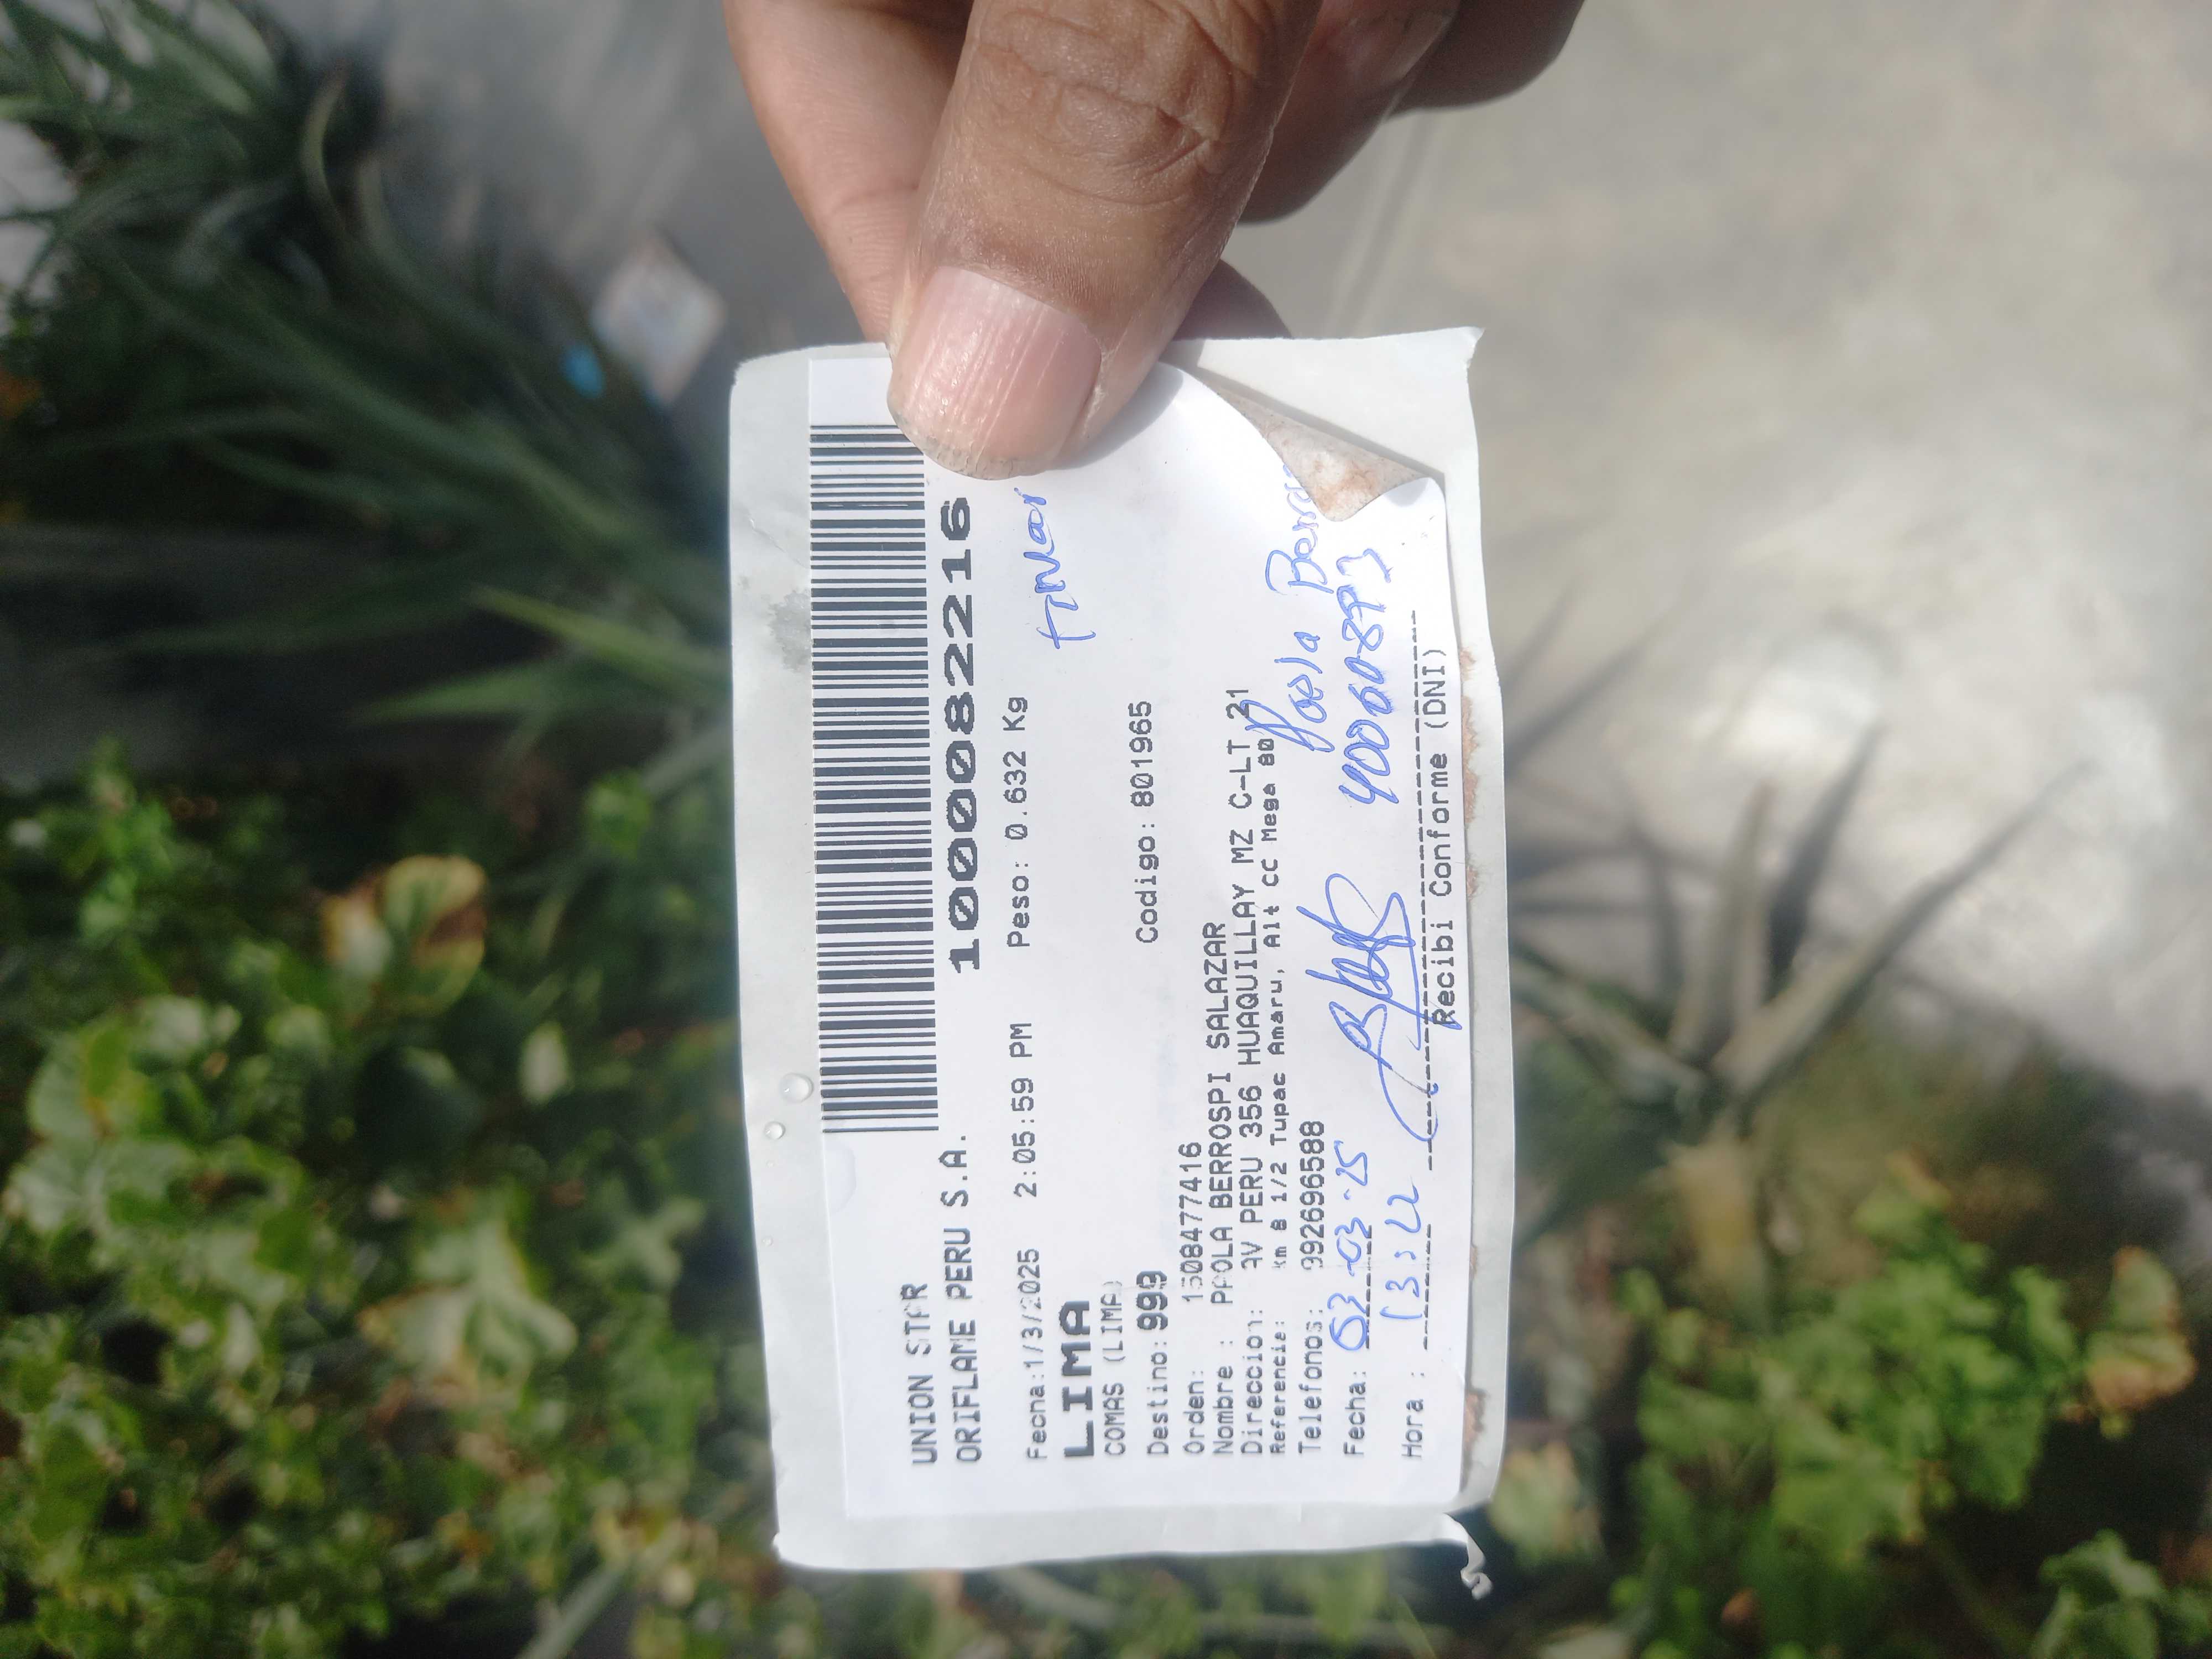 UNION STAR
ORIFLAME PERU S.A.
10000822216
Fecha:1/3/2025 2:05:59 PM Peso: 0.632 Kg
LIMA
COMAS (LIMA)
Destino:999 Codigo:801965
Orden: 1508477416
Nombre : PAOLA BERROSPI SALAZAR
Direccion: AV PERU 356 HUAQUILLAY MZ C-LT 21
Referencia: km 8 1/2 Tupac Amaru, Alt CC Mega 80
Telefonos: 992696588
Paola
Fecha: 03-03-25
Hora : 13:22
Recibi Conforme (DNI)